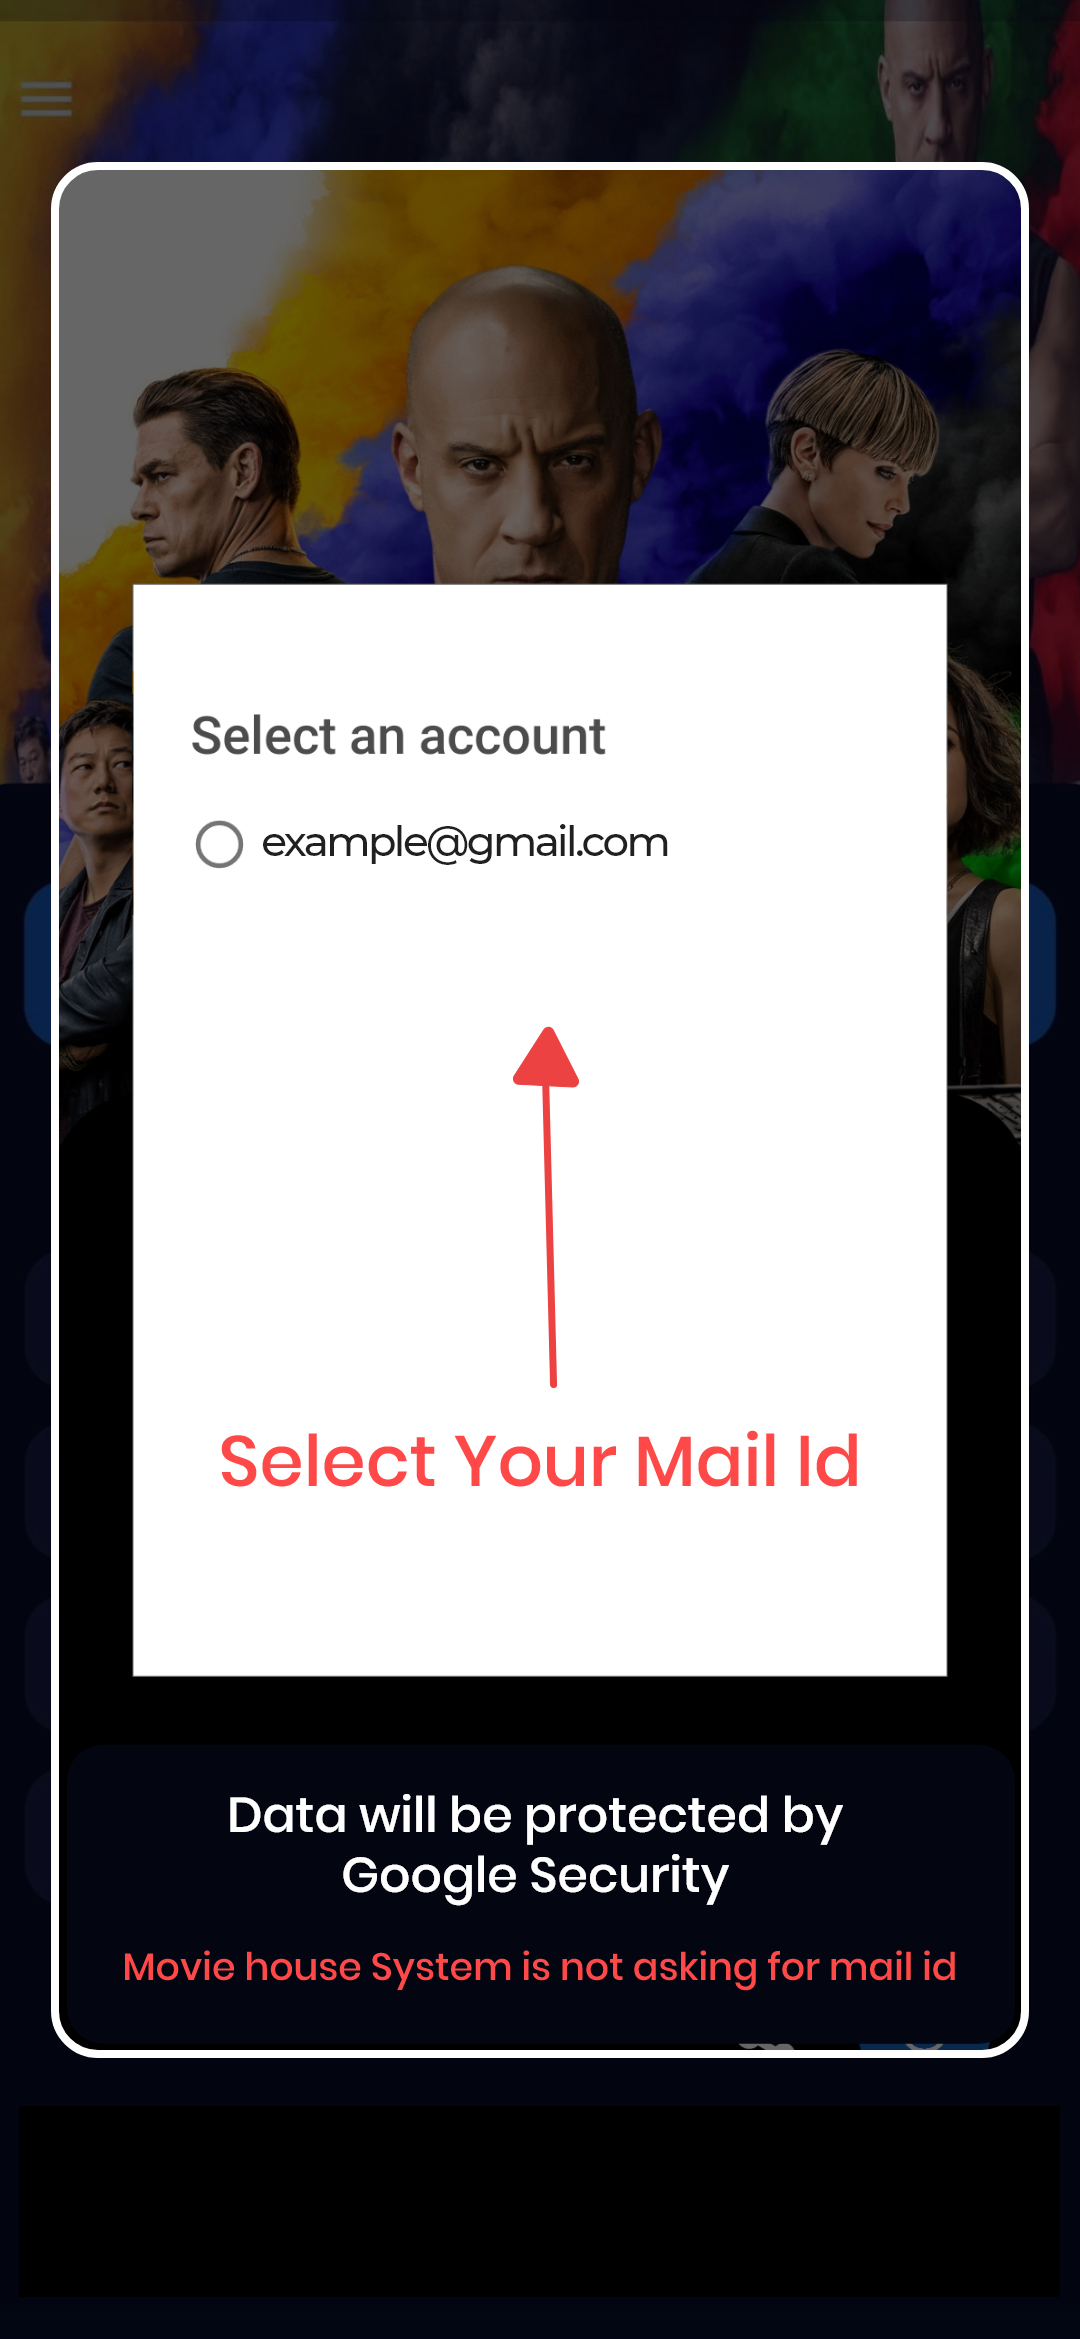 Select an account
example@gmail.com
Select Your Mail Id
Data will be protected by
Google Security
Movie house System is not asking for mail id